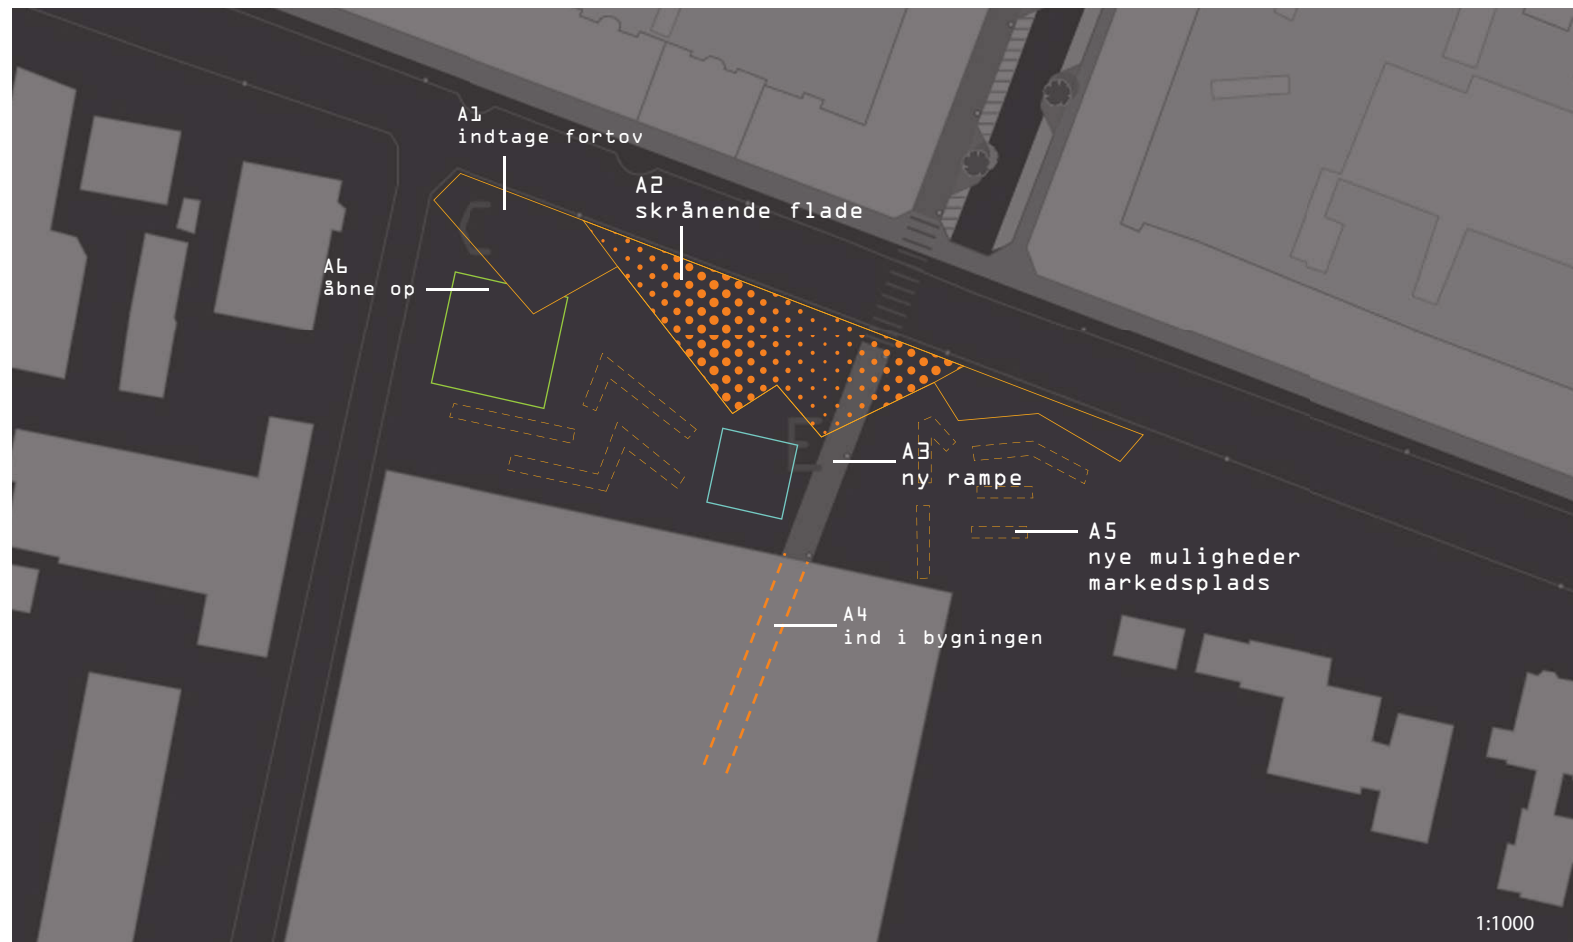 A1
indtage fortov
A2
skrånende flade
A6
åbne op
C
E
A3
ny rampe
A5
nye muligheder
markedsplads
A4
ind i bygningen
1:1000